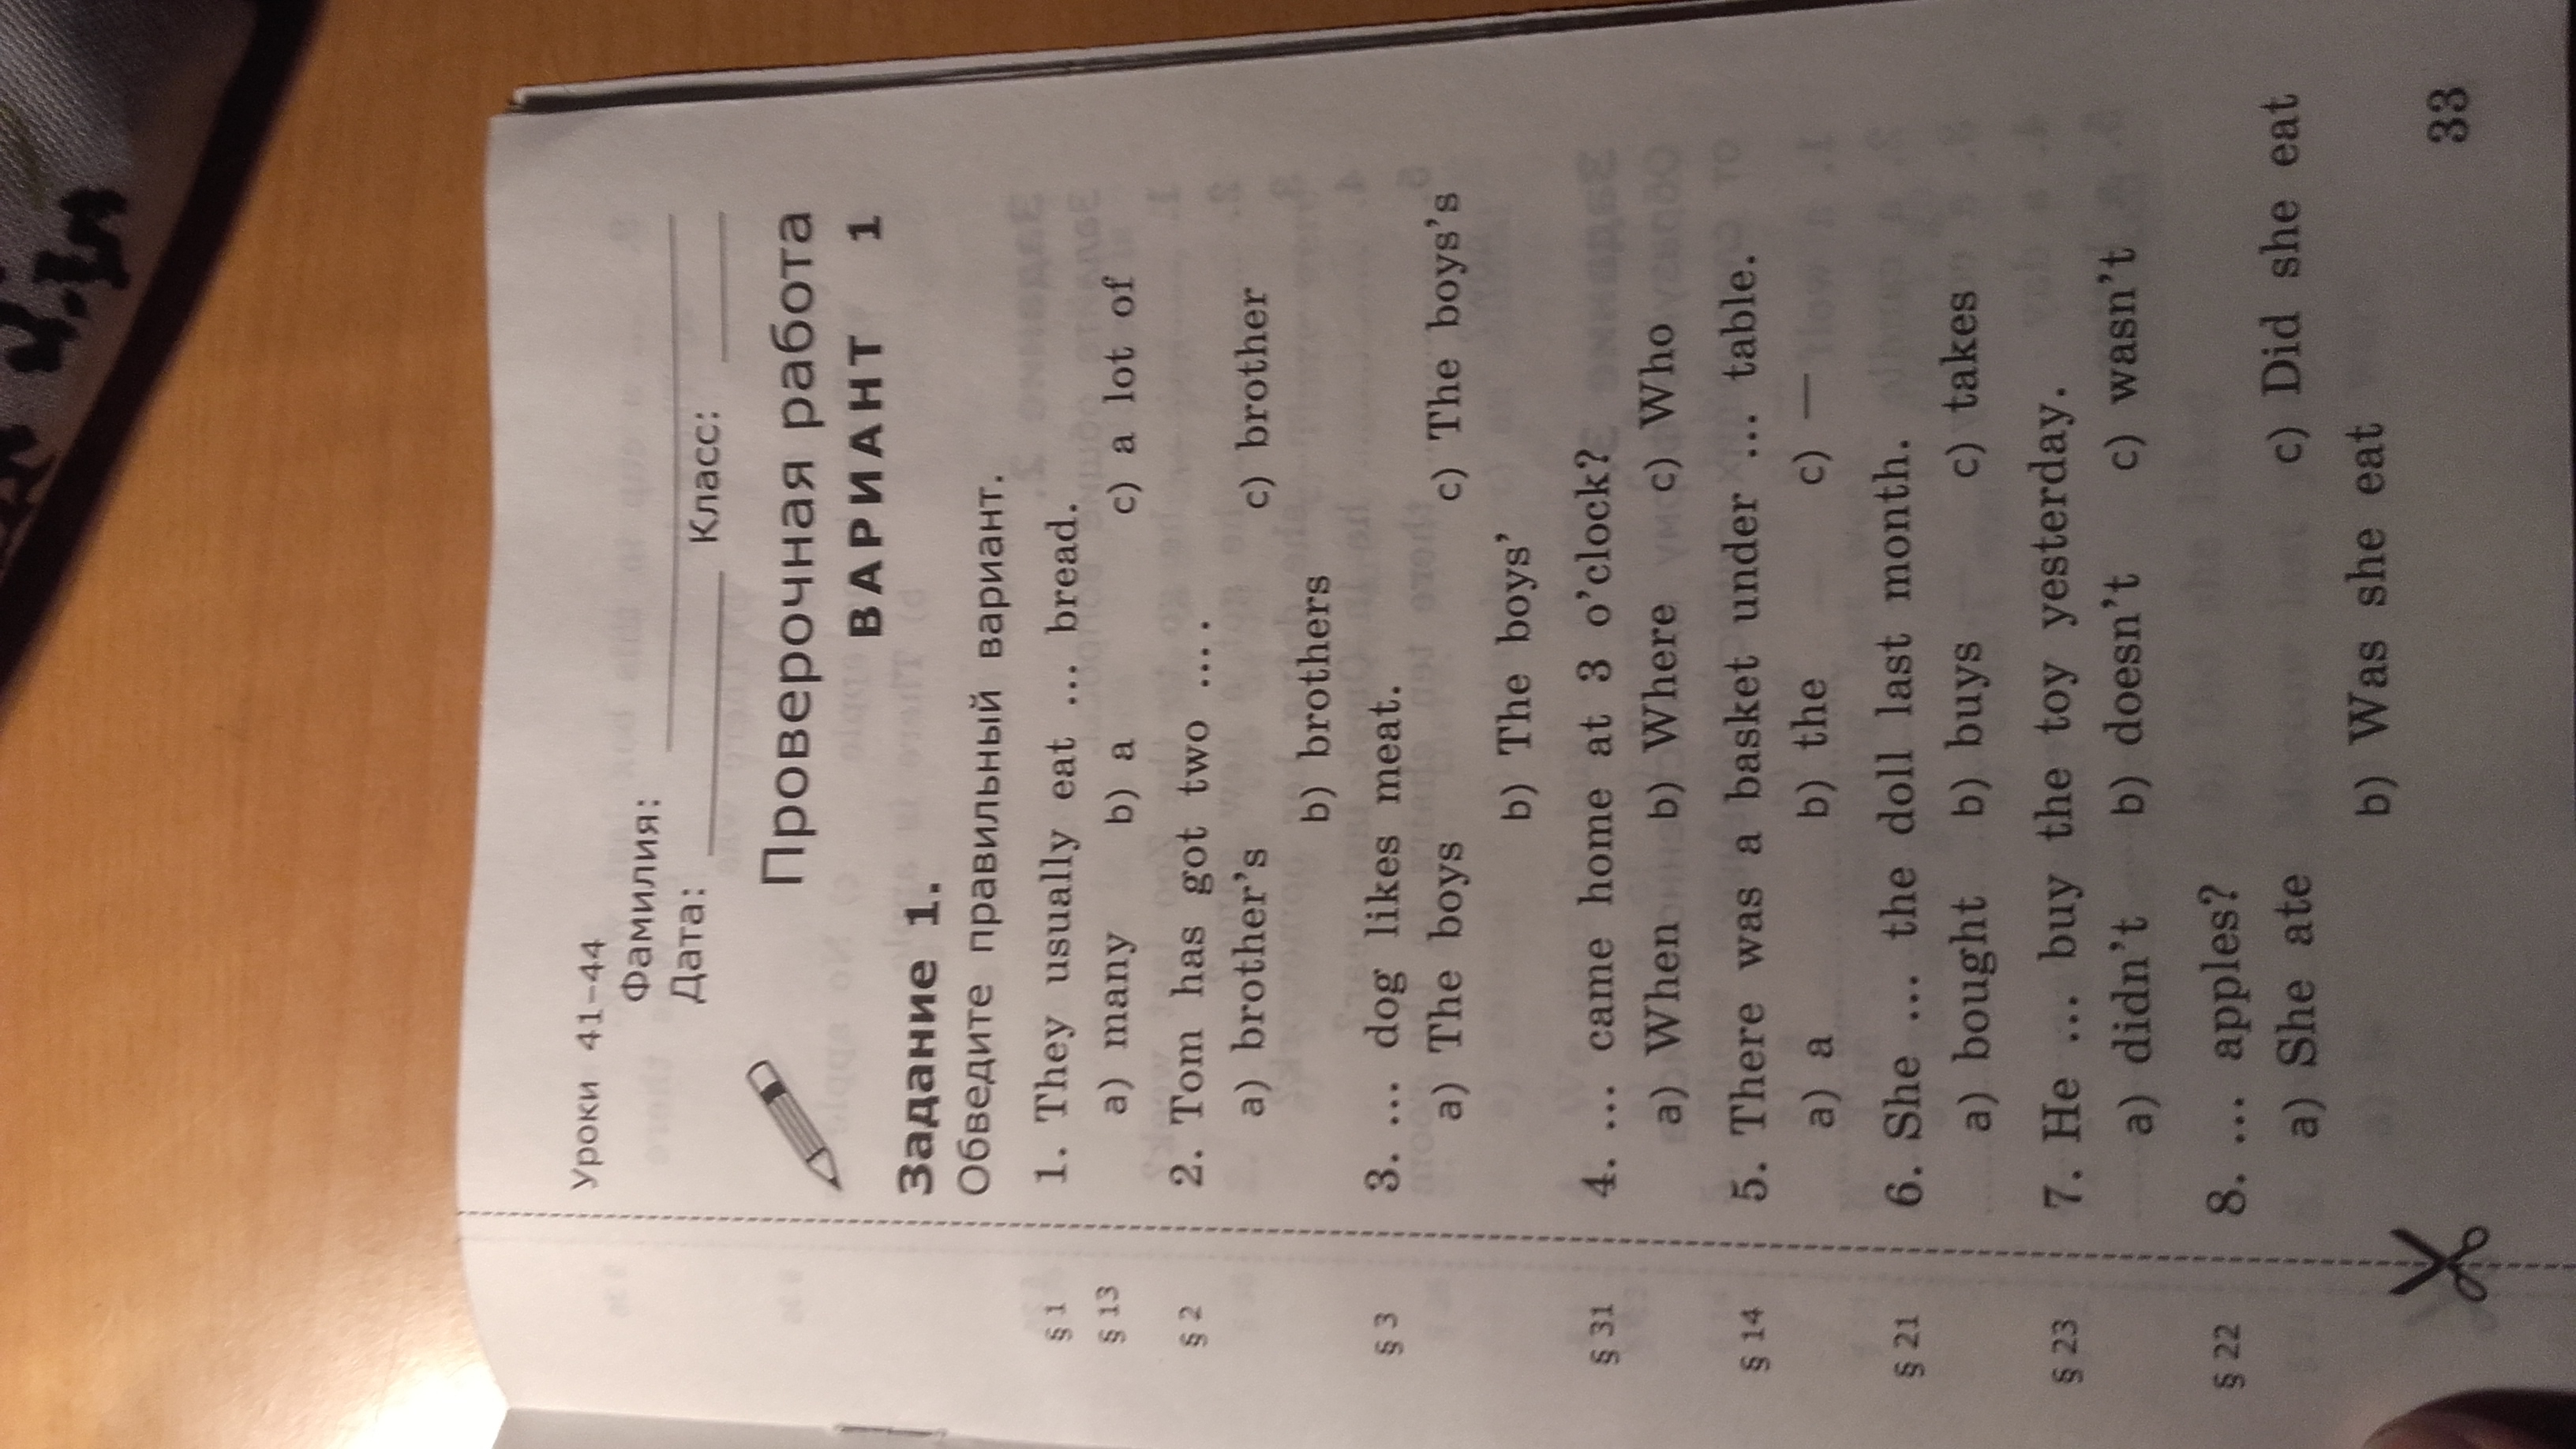 Уроки 41–44
Фамилия:
Дата: Класс:
Проверочная работа
ВАРИАНТ 1
Задание 1.
Обведите правильный вариант.
§ 1 1. They usually eat ... bread.
§ 13 a) many b) a c) a lot of
§ 2 2. Tom has got two ... .
a) brother's c) brother
b) brothers
§ 3 3. ... dog likes meat.
a) The boys c) The boys's
b) The boys'
§ 31 4. ... came home at 3 o'clock?
a) When b) Where c) Who
§ 14 5. There was a basket under ... table.
a) a b) the c) —
§ 21 6. She ... the doll last month.
a) bought b) buys c) takes
§ 23 7. He ... buy the toy yesterday.
a) didn't b) doesn't c) wasn't
§ 22 8. ... apples?
a) She ate c) Did she eat
b) Was she eat
33